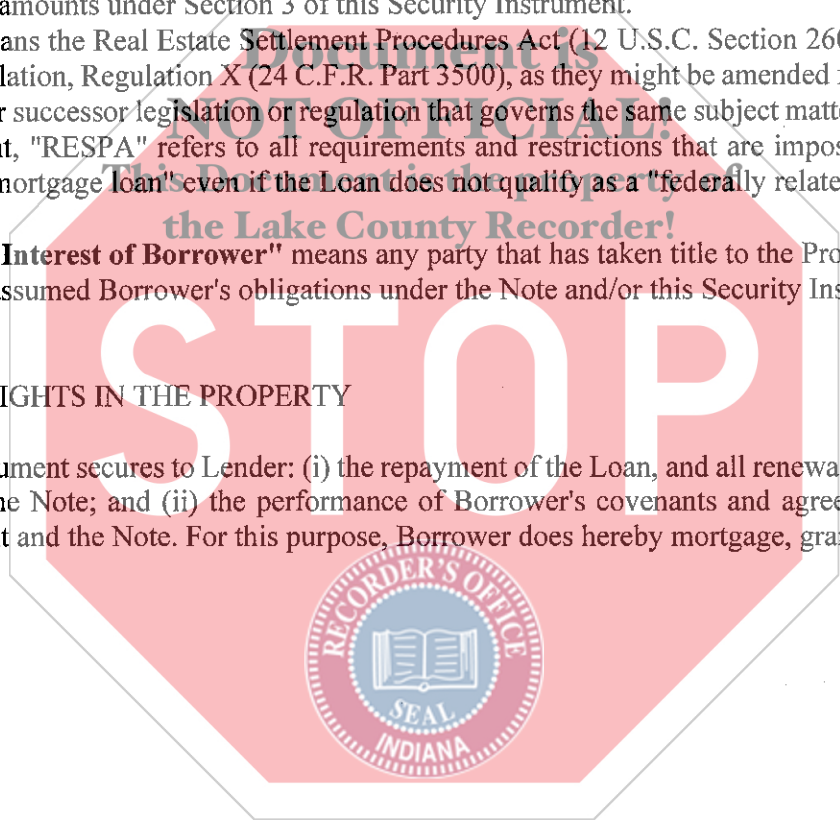 amounts under Section 3 of this Security Instrument.
ans the Real Estate Settlement Procedures Act (12 U.S.C. Section 260
Document is
lation, Regulation X (24 C.F.R. Part 3500), as they might be amended
r successor legislation or regulation that governs the same subject matt
NOT OFFICIAL!
t, "RESPA" refers to all requirements and restrictions that are impos
mortgage loan" even if the Loan does not qualify as a "federally relate
This Document is the property of
the Lake County Recorder!
Interest of Borrower" means any party that has taken title to the Pro
ssumed Borrower's obligations under the Note and/or this Security Ins
STOP
IGHTS IN THE PROPERTY
ument secures to Lender: (i) the repayment of the Loan, and all renewa
e Note; and (ii) the performance of Borrower's covenants and agree
t and the Note. For this purpose, Borrower does hereby mortgage, gra
RECORDER'S OFFICE
SEAL
INDIANA